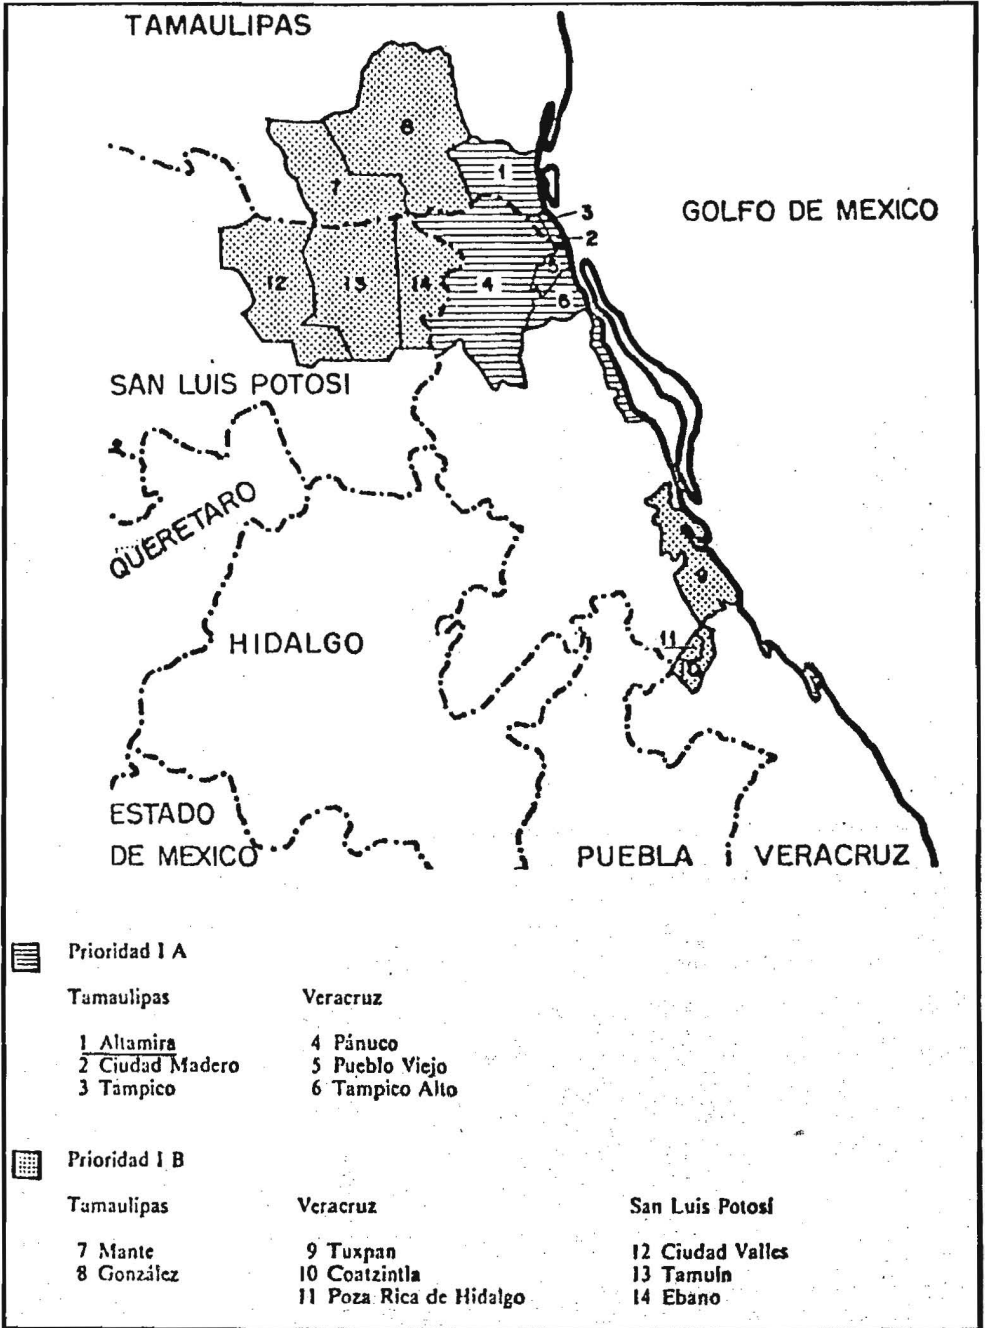 TAMAULIPAS
8
1
7
3
GOLFO DE MEXICO
2
5
12
13
14
4
6
SAN LUIS POTOSI
QUERETARO
9
HIDALGO
11
10
ESTADO
DE MEXICO
PUEBLA
VERACRUZ
Prioridad I A
Tamaulipas Veracruz
1 Altamira 4 Pánuco
2 Ciudad Madero 5 Pueblo Viejo
3 Tampico 6 Tampico Alto
Prioridad I B
Tamaulipas Veracruz San Luis Potosí
7 Mante 9 Tuxpan 12 Ciudad Valles
8 González 10 Coatzintla 13 Tamuín
11 Poza Rica de Hidalgo 14 Ebano